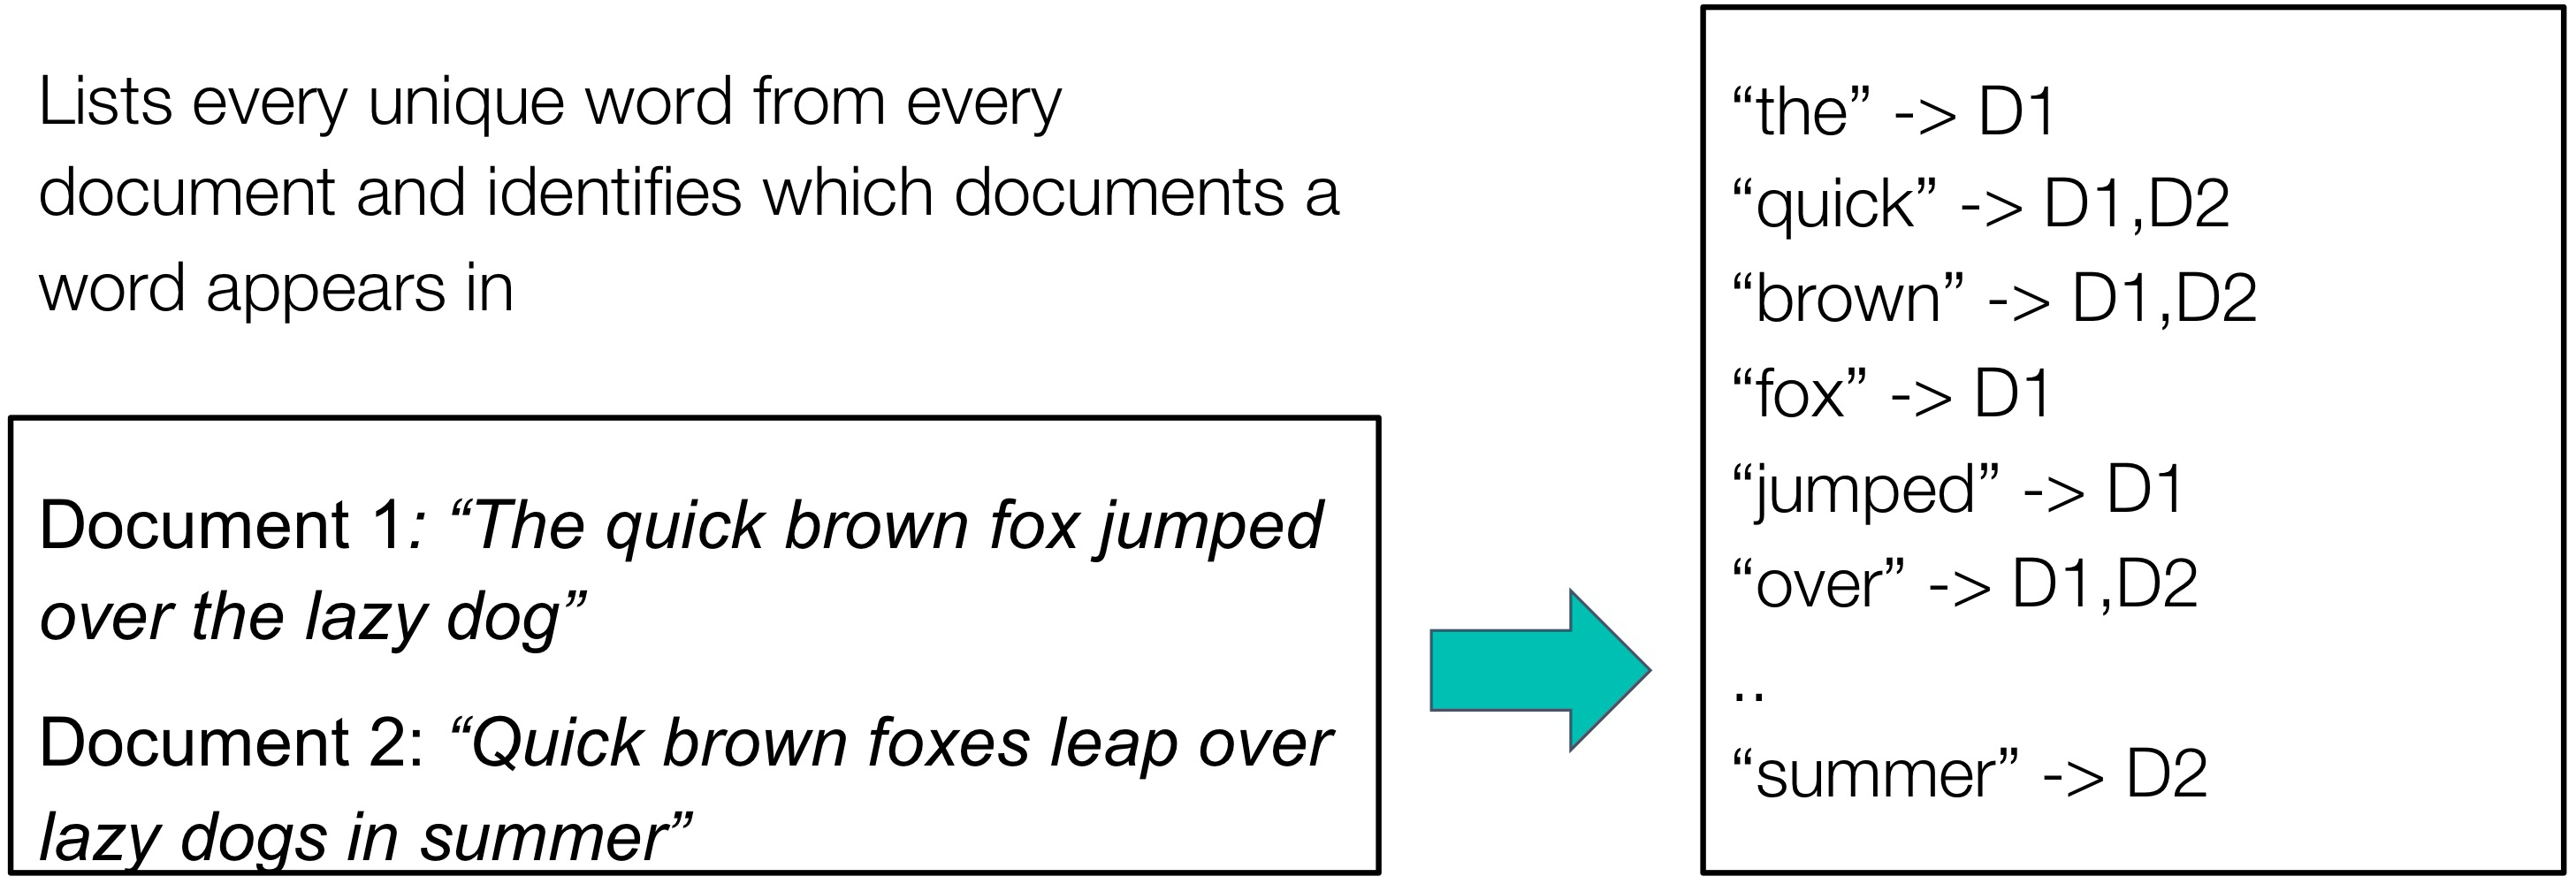 Lists every unique word from every
document and identifies which documents a
word appears in
Document 1: “The quick brown fox jumped
over the lazy dog”
Document 2: “Quick brown foxes leap over
lazy dogs in summer”
“the” -> D1
“quick” -> D1,D2
“brown” -> D1,D2
“fox” -> D1
“jumped” -> D1
“over” -> D1,D2
..
“summer” -> D2